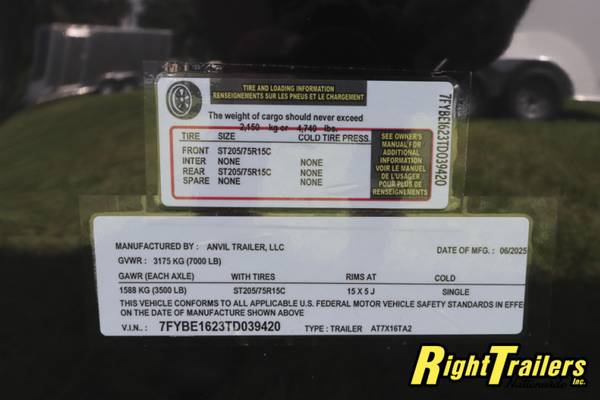 TIRE AND LOADING INFORMATION
RENSEIGNEMENTS SUR LES PNEUS ET LE CHARGEMENT
The weight of cargo should never exceed
2,150 kg or 4,740 lbs.
TIRE SIZE COLD TIRE PRESS.
FRONT ST205/75R15C
INTER NONE NONE
REAR ST205/75R15C
SPARE NONE NONE
SEE OWNER'S
MANUAL FOR
ADDITIONAL
INFORMATION
VOIR LE MANUEL
DE L'USAGER
POUR PLUS DE
RENSEIGNEMENTS
7FYBE1623TD039420
MANUFACTURED BY : ANVIL TRAILER, LLC
DATE OF MFG. : 06/2025
GVWR : 3175 KG (7000 LB)
GAWR (EACH AXLE) WITH TIRES RIMS AT COLD
1588 KG (3500 LB) ST205/75R15C 15 X 5 J SINGLE
THIS VEHICLE CONFORMS TO ALL APPLICABLE U.S. FEDERAL MOTOR VEHICLE SAFETY STANDARDS IN EFFE
ON THE DATE OF MANUFACTURE SHOWN ABOVE
V.I.N. : 7FYBE1623TD039420 TYPE : TRAILER AT7X16TA2
RightTrailers
Nationwide Inc.